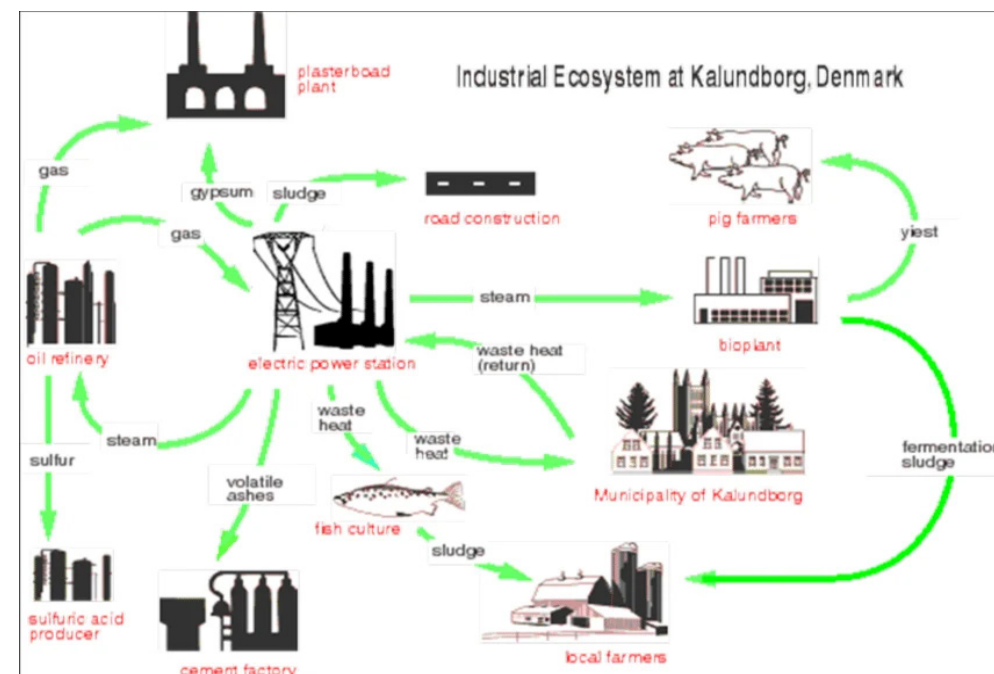 Industrial Ecosystem at Kalundborg, Denmark
plasterboad
plant
gas
gypsum
sludge
road construction
pig farmers
yiest
gas
oil refinery
electric power station
steam
bioplant
waste heat
(return)
steam
sulfur
waste
heat
waste
heat
volatile
ashes
fish culture
Municipality of Kalundborg
fermentation
sludge
sludge
sulfuric acid
producer
cement factory
local farmers